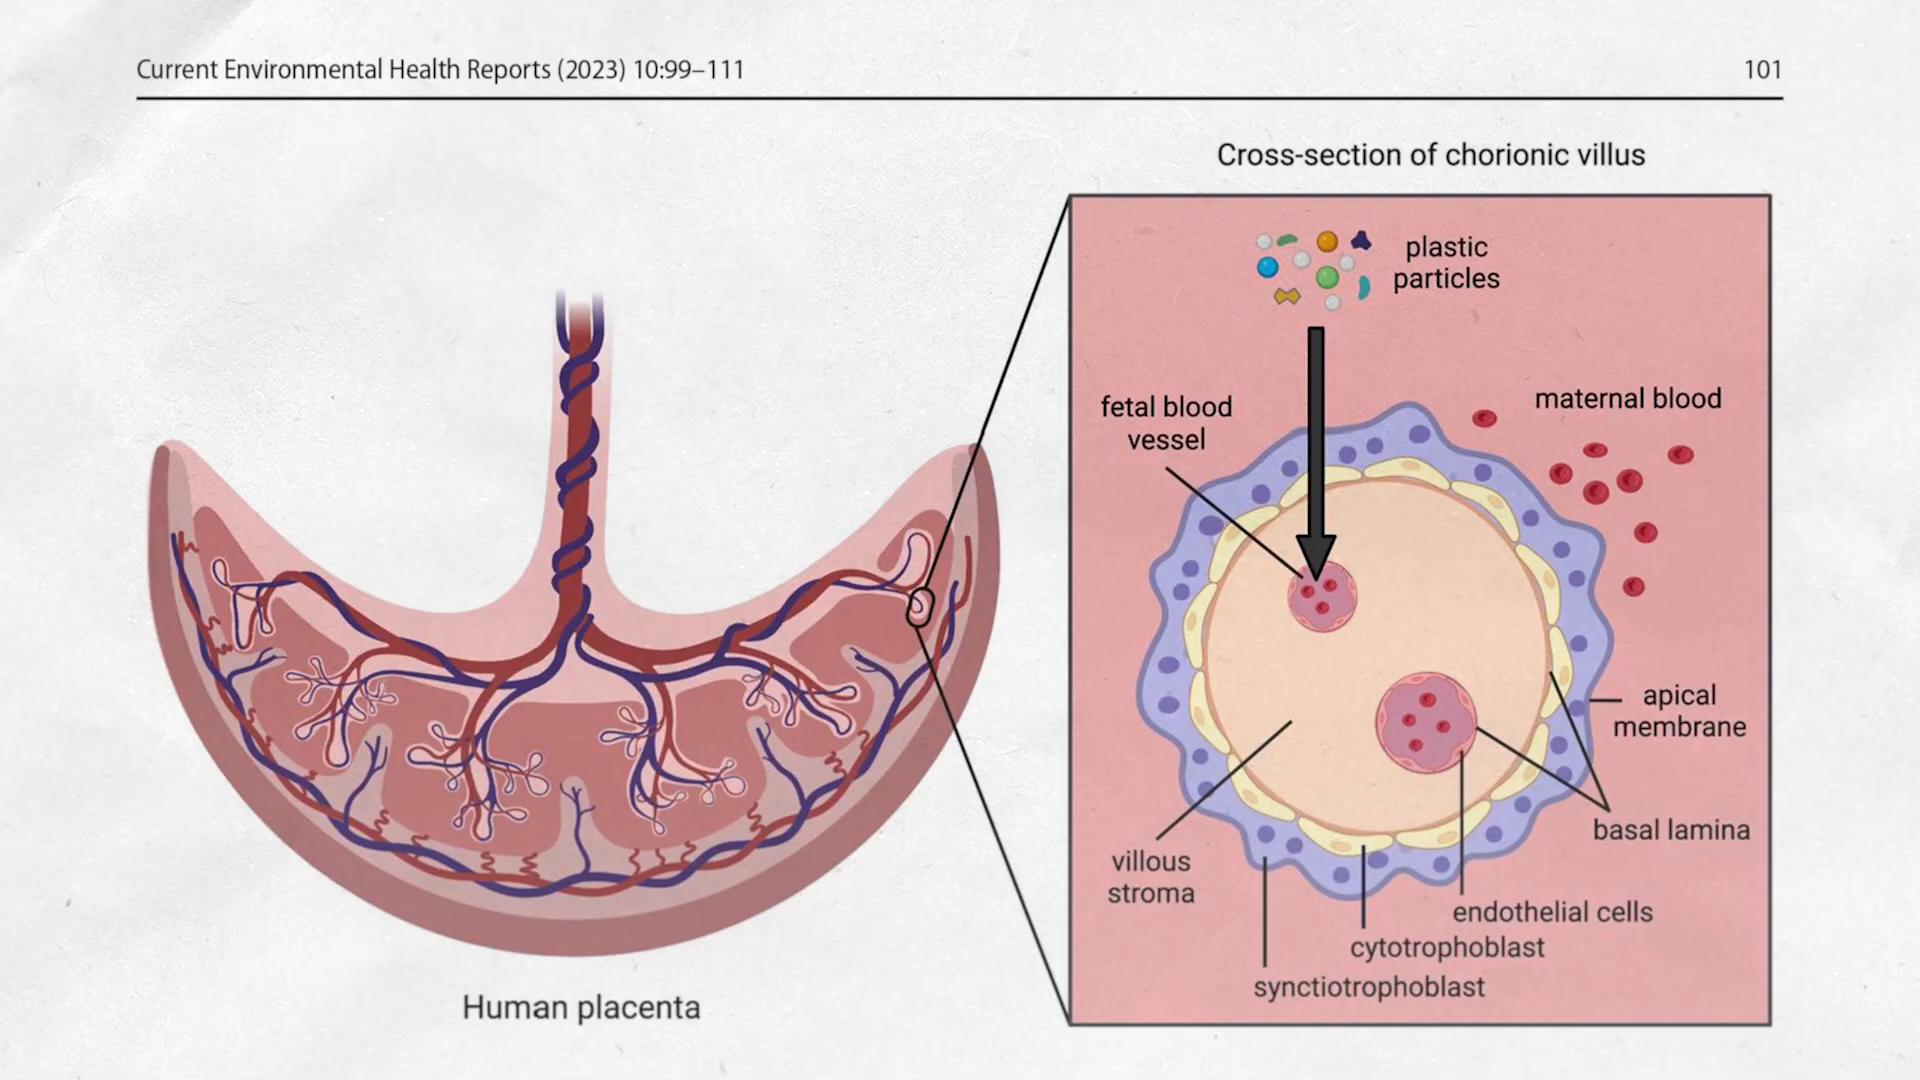 Current Environmental Health Reports (2023) 10:99–111
101
Cross-section of chorionic villus
plastic
particles
maternal blood
fetal blood
vessel
apical
membrane
basal lamina
villous
stroma
endothelial cells
cytotrophoblast
synctiotrophoblast
Human placenta